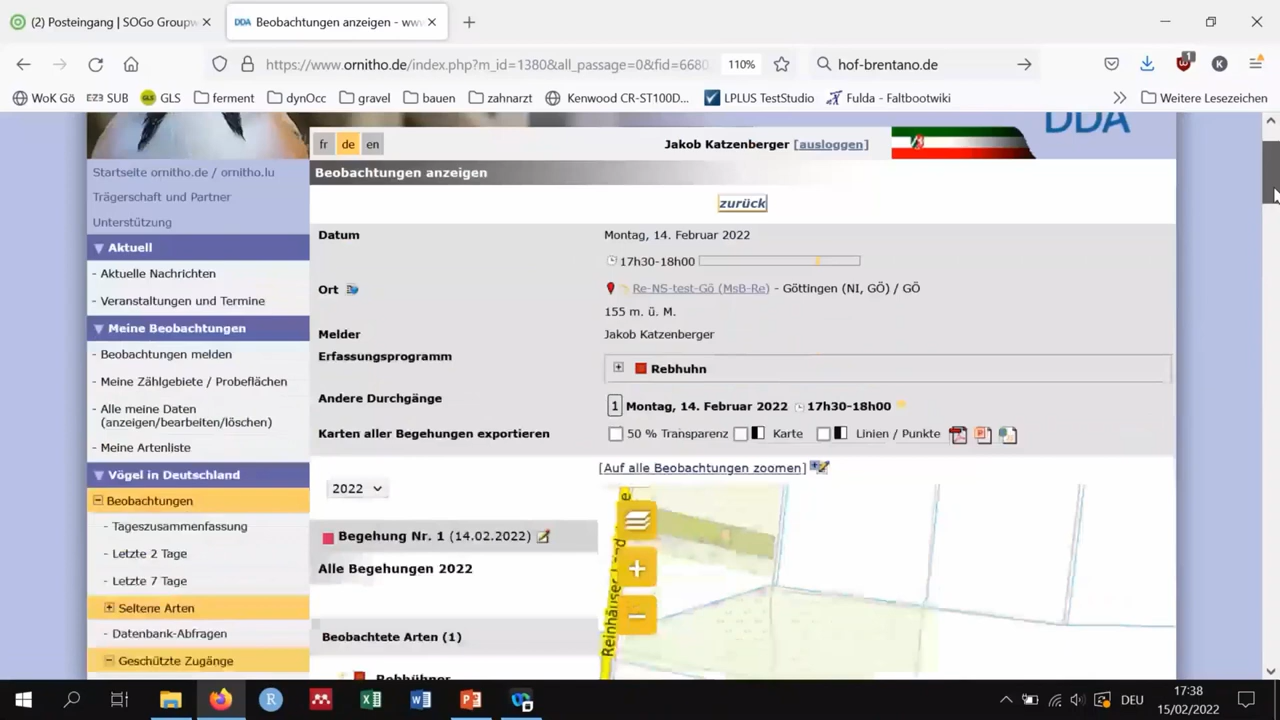 (2) Posteingang | SOGo Groupw
DDA Beobachtungen anzeigen - www
https://www.ornitho.de/index.php?m_id=1380&all_passage=0&fid=6680
110%
hof-brentano.de
1
K
WoK Gö
EZB SUB
GLS GLS
ferment
dynOcc
gravel
bauen
zahnarzt
Kenwood CR-ST100D...
LPLUS TestStudio
Fulda - Faltbootwiki
Weitere Lesezeichen
DDA
fr de en
Jakob Katzenberger [ausloggen]
Startseite ornitho.de / ornitho.lu
Trägerschaft und Partner
Unterstützung
Aktuell
- Aktuelle Nachrichten
- Veranstaltungen und Termine
Meine Beobachtungen
- Beobachtungen melden
- Meine Zählgebiete / Probeflächen
- Alle meine Daten
(anzeigen/bearbeiten/löschen)
- Meine Artenliste
Vögel in Deutschland
Beobachtungen
- Tageszusammenfassung
- Letzte 2 Tage
- Letzte 7 Tage
Seltene Arten
- Datenbank-Abfragen
Geschützte Zugänge
Beobachtungen anzeigen
zurück
Datum Montag, 14. Februar 2022
17h30-18h00
Ort Re-NS-test-Gö (MsB-Re) - Göttingen (NI, GÖ) / GÖ
155 m. ü. M.
Melder Jakob Katzenberger
Erfassungsprogramm Rebhuhn
Andere Durchgänge 1 Montag, 14. Februar 2022 17h30-18h00
Karten aller Begehungen exportieren 50 % Transparenz Karte Linien / Punkte
[Auf alle Beobachtungen zoomen]
2022
Begehung Nr. 1 (14.02.2022)
Alle Begehungen 2022
Beobachtete Arten (1)
Rebhühner
Reinhäuser
+
−
DEU
17:38
15/02/2022